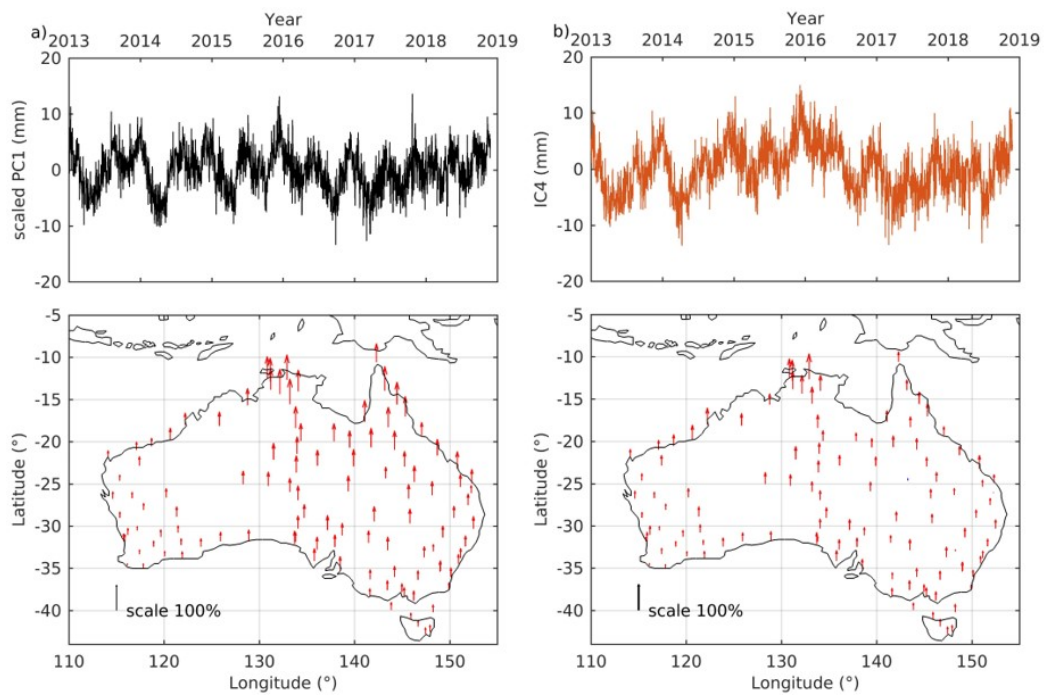 Year
a) 2013 2014 2015 2016 2017 2018 2019
20
10
0
-10
-20
scaled PC1 (mm)
-5
-10
-15
-20
-25
-30
-35
-40
Latitude (°)
scale 100%
110 120 130 140 150
Longitude (°)
Year
b) 2013 2014 2015 2016 2017 2018 2019
20
10
0
-10
-20
IC4 (mm)
-5
-10
-15
-20
-25
-30
-35
-40
Latitude (°)
scale 100%
110 120 130 140 150
Longitude (°)